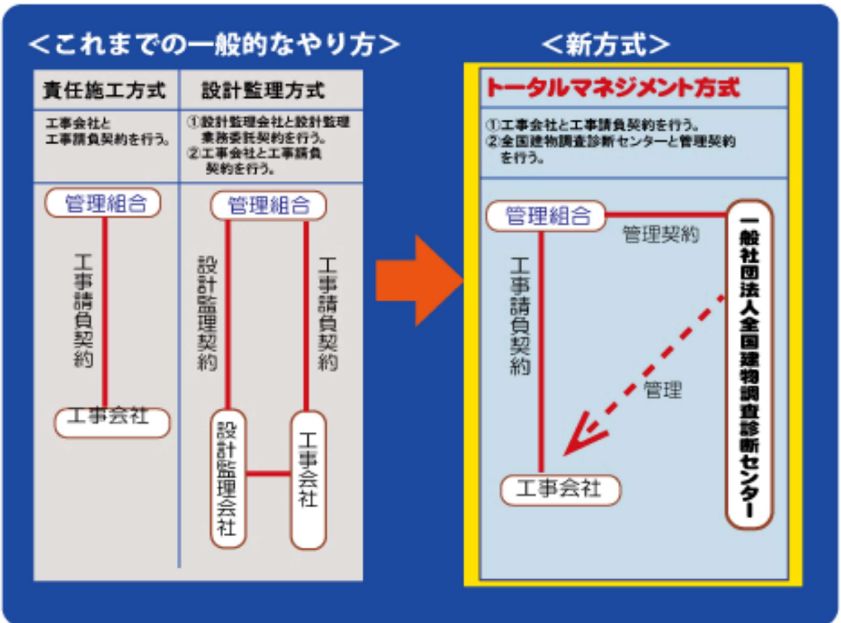 ＜これまでの一般的なやり方＞
責任施工方式
工事会社と
工事請負契約を行う。
管理組合
工事請負契約
工事会社
設計監理方式
①設計監理会社と設計監理
業務委託契約を行う。
②工事会社と工事請負
契約を行う。
管理組合
設計監理契約
工事請負契約
設計監理会社
工事会社
＜新方式＞
トータルマネジメント方式
①工事会社と工事請負契約を行う。
②全国建物調査診断センターと管理契約
を行う。
管理組合
管理契約
工事請負契約
管理
工事会社
一般社団法人全国建物調査診断センター